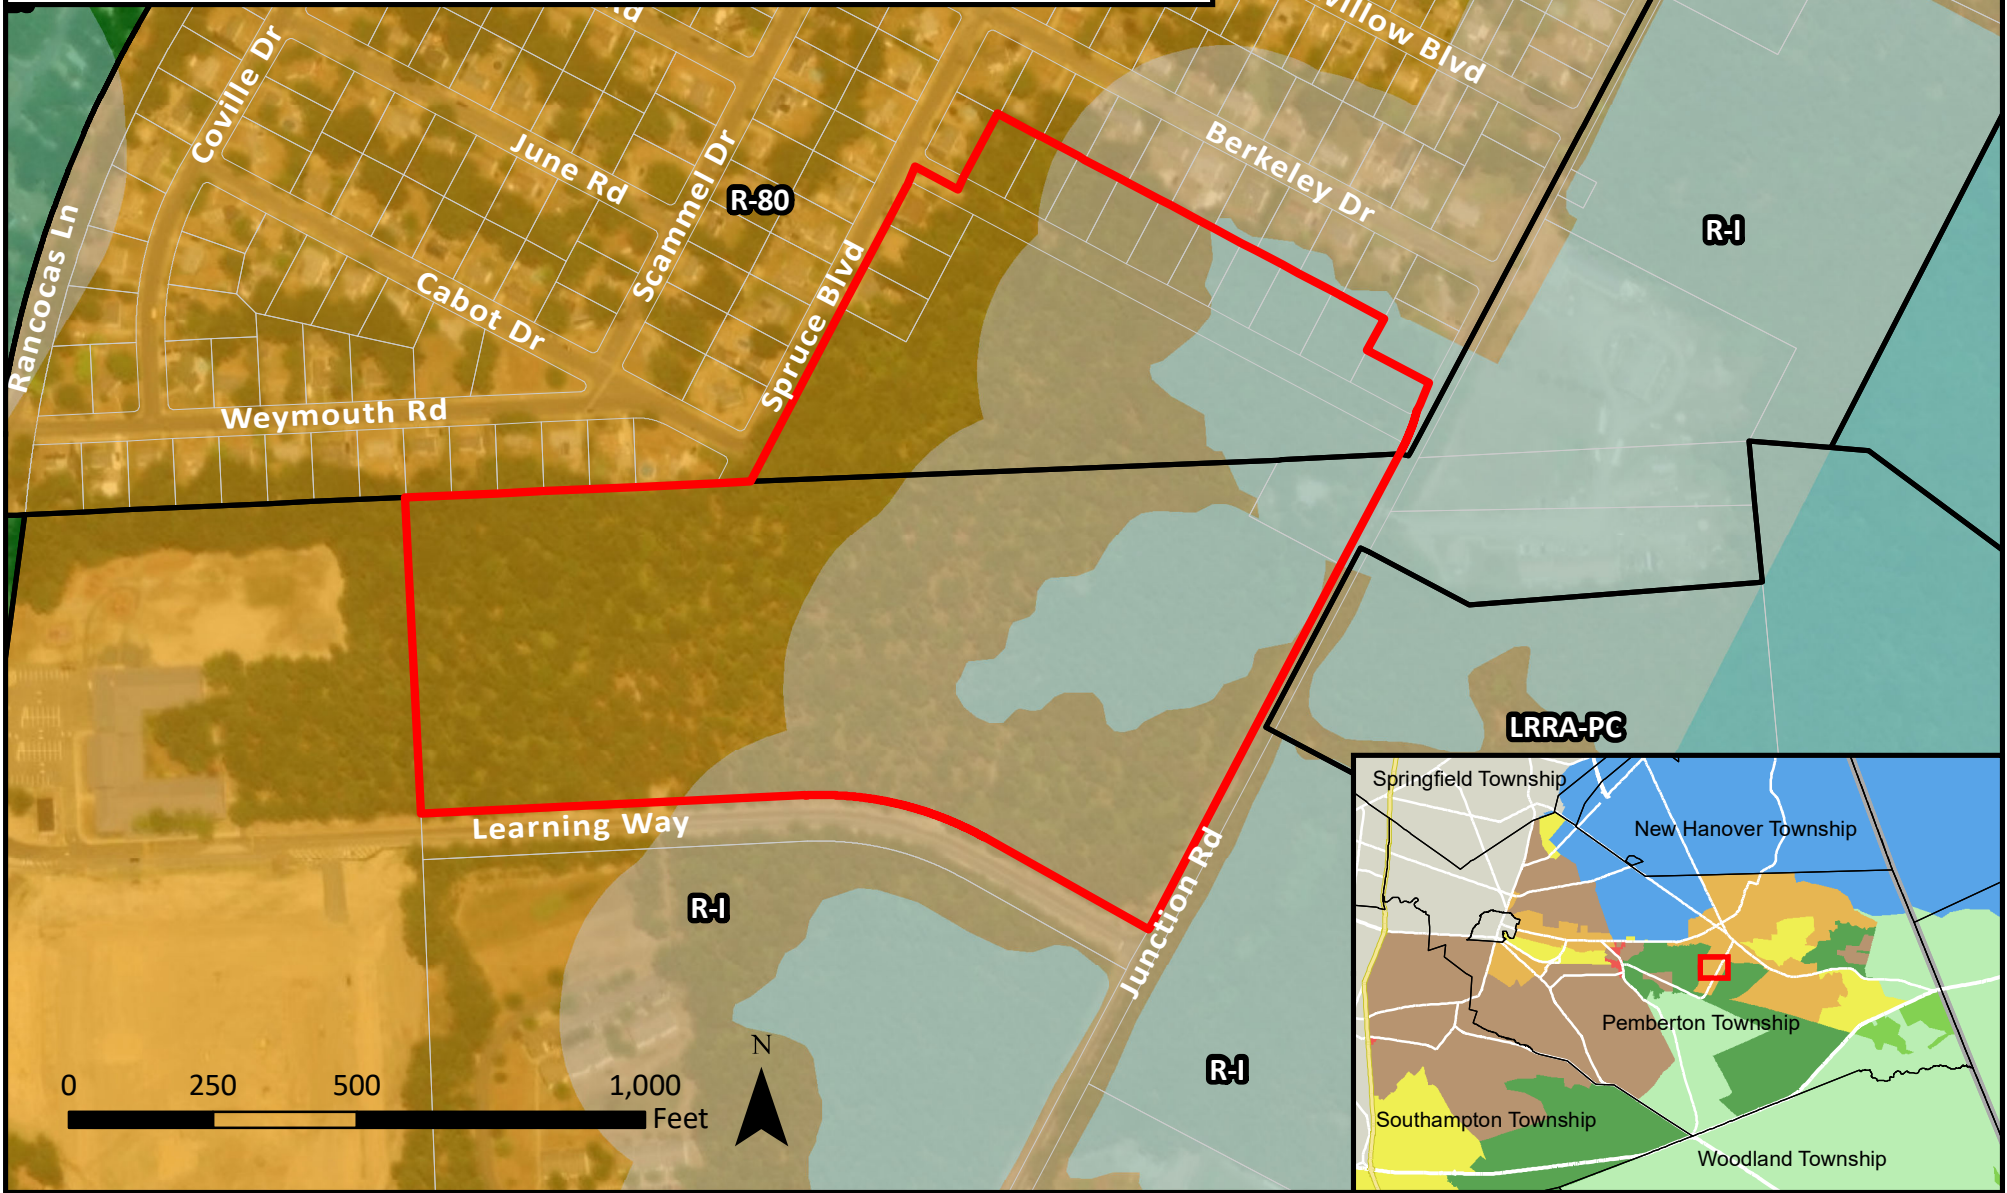 Willow Blvd
Coville Dr
June Rd
Scammel Dr
R-80
Berkeley Dr
R-I
Rancocas Ln
Cabot Dr
Spruce Blvd
Weymouth Rd
LRRA-PC
Learning Way
R-I
Junction Rd
R-I
N
0 250 500 1,000
Feet
Springfield Township
New Hanover Township
Pemberton Township
Southampton Township
Woodland Township